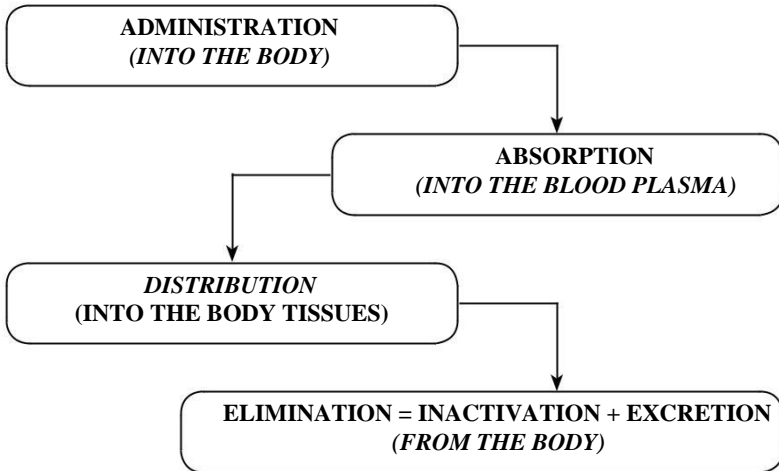 ADMINISTRATION
(INTO THE BODY)
ABSORPTION
(INTO THE BLOOD PLASMA)
DISTRIBUTION
(INTO THE BODY TISSUES)
ELIMINATION = INACTIVATION + EXCRETION
(FROM THE BODY)